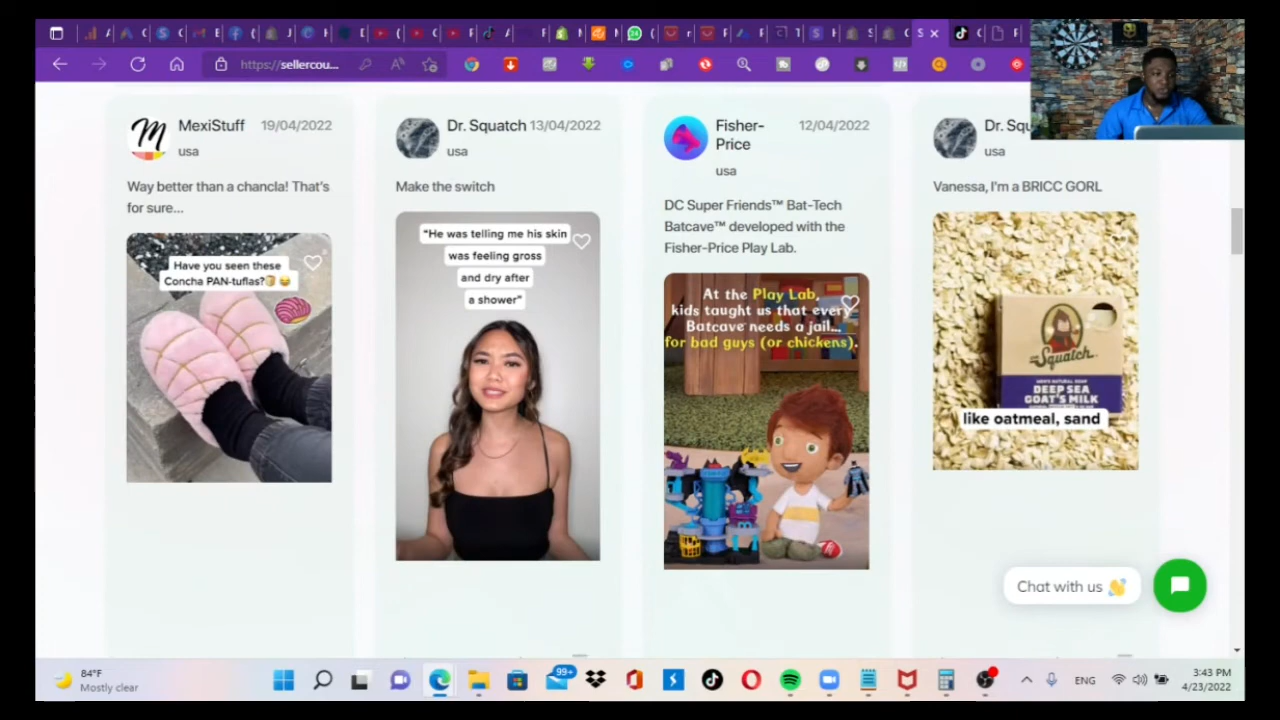 https://sellercou...
MexiStuff
19/04/2022
usa
Way better than a chancla! That's
for sure...
Have you seen these
Concha PAN-tuflas?
Dr. Squatch
13/04/2022
usa
Make the switch
“He was telling me his skin
was feeling gross
and dry after
a shower”
Fisher-
Price
12/04/2022
usa
DC Super Friends™ Bat-Tech
Batcave™ developed with the
Fisher-Price Play Lab.
At the Play Lab,
kids taught us that every
Batcave needs a jail...
for bad guys (or chickens).
Dr. Squ
usa
Vanessa, I'm a BRICC GORL
Squatch
MEN'S NATURAL SOAP
DEEP SEA
GOAT'S MILK
like oatmeal, sand
Chat with us
84°F
Mostly clear
99+
ENG
3:43 PM
4/23/2022